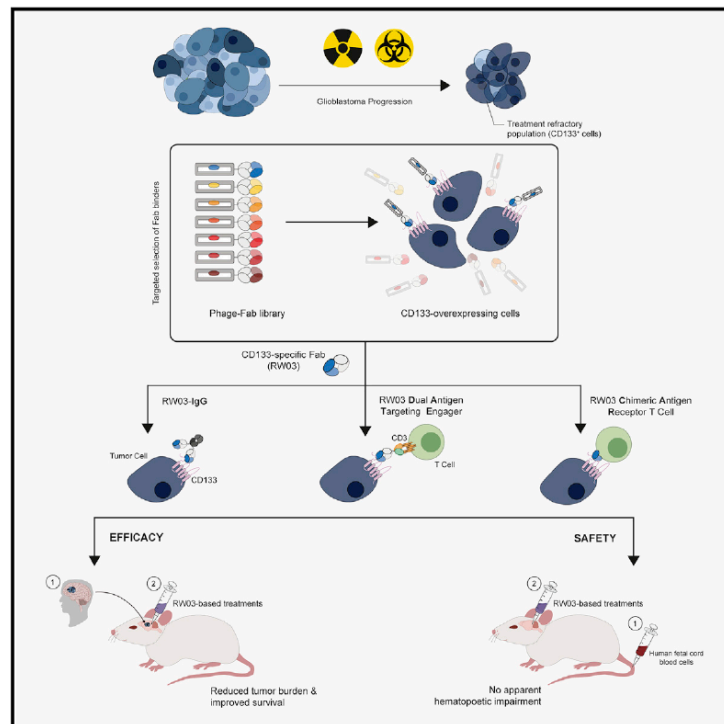 Glioblastoma Progression
Treatment refractory
population (CD133⁺ cells)
Targeted selection of Fab binders
Phage-Fab library
CD133-overexpressing cells
CD133-specific Fab
(RW03)
RW03-IgG
RW03 Dual Antigen
Targeting Engager
RW03 Chimeric Antigen
Receptor T Cell
Tumor Cell
CD133
CD3
T Cell
EFFICACY
SAFETY
1
2
RW03-based treatments
Reduced tumor burden &
improved survival
2
RW03-based treatments
1
Human fetal cord
blood cells
No apparent
hematopoetic impairment